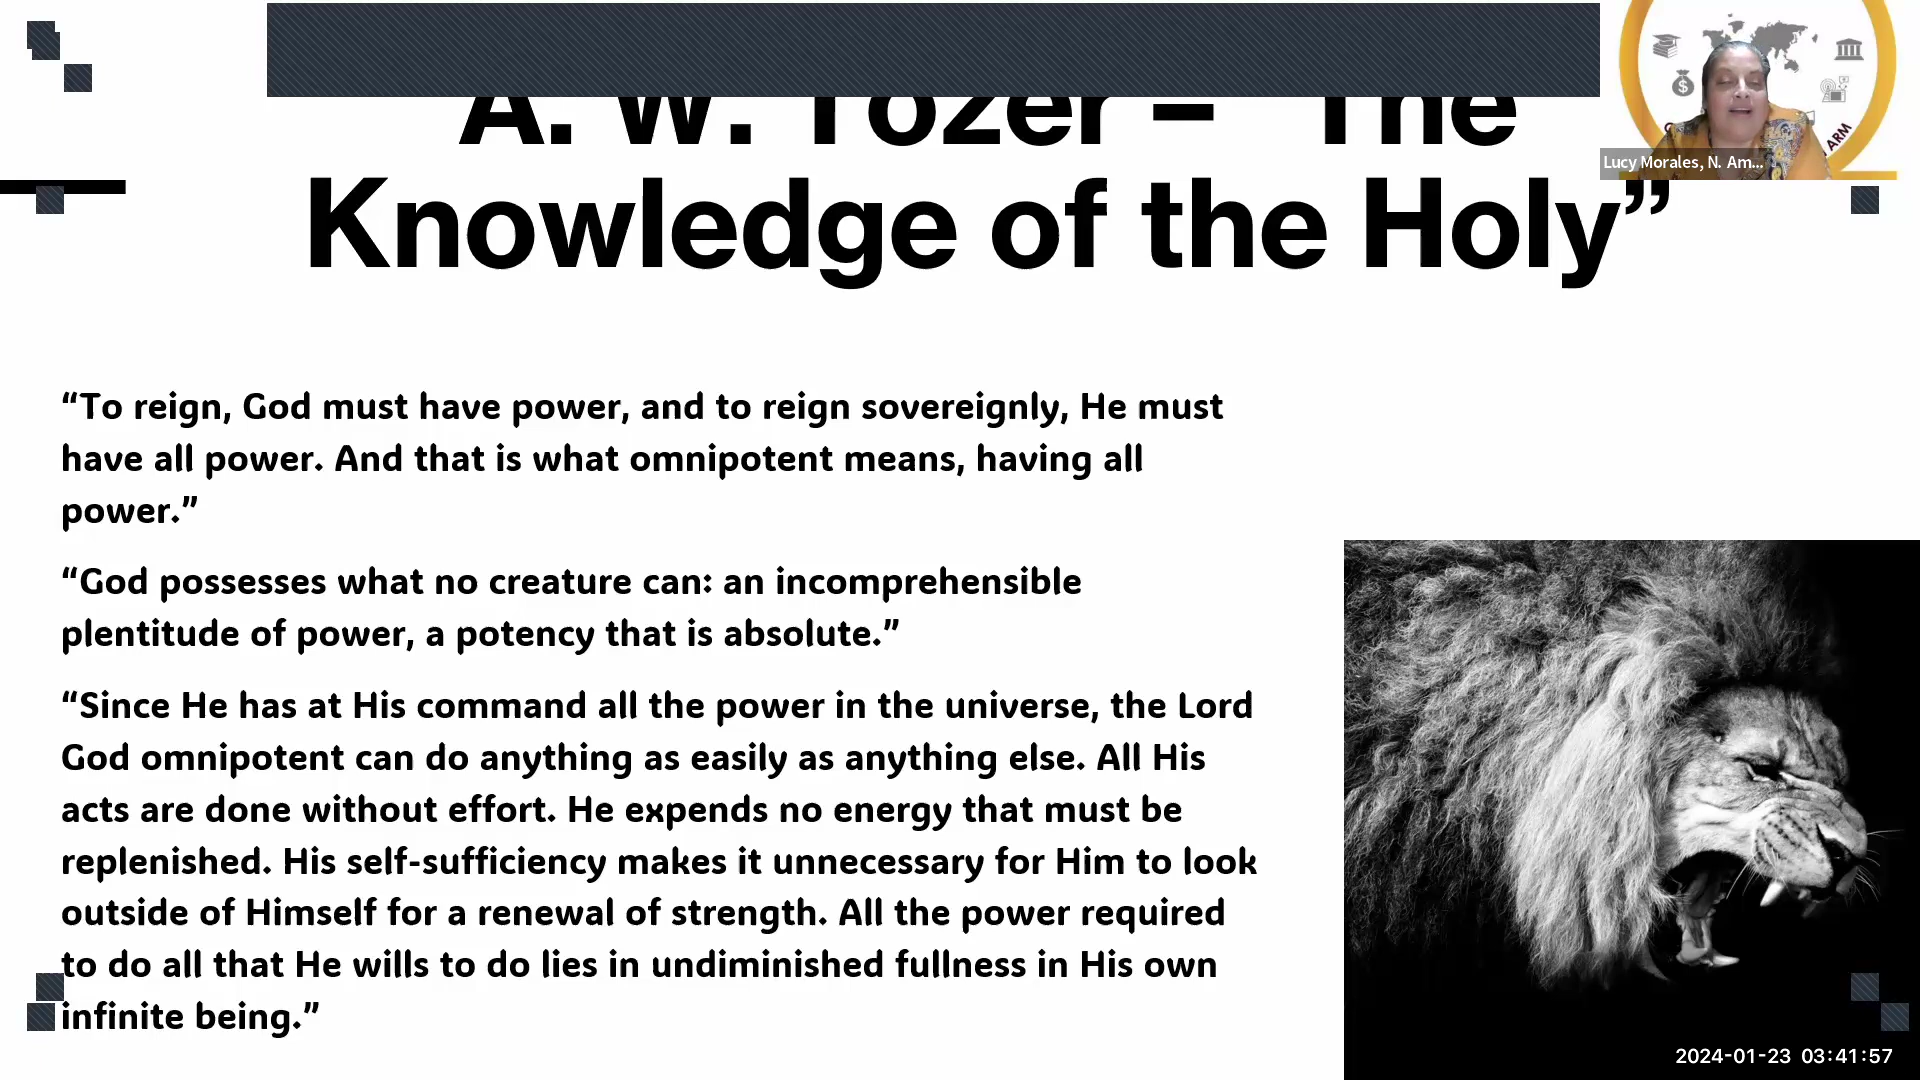 A. W. Tozer – “The
Knowledge of the Holy”
ARM
Lucy Morales, N. Am...
“To reign, God must have power, and to reign sovereignly, He must
have all power. And that is what omnipotent means, having all
power.”
“God possesses what no creature can: an incomprehensible
plentitude of power, a potency that is absolute.”
“Since He has at His command all the power in the universe, the Lord
God omnipotent can do anything as easily as anything else. All His
acts are done without effort. He expends no energy that must be
replenished. His self-sufficiency makes it unnecessary for Him to look
outside of Himself for a renewal of strength. All the power required
to do all that He wills to do lies in undiminished fullness in His own
infinite being.”
2024-01-23 03:41:57